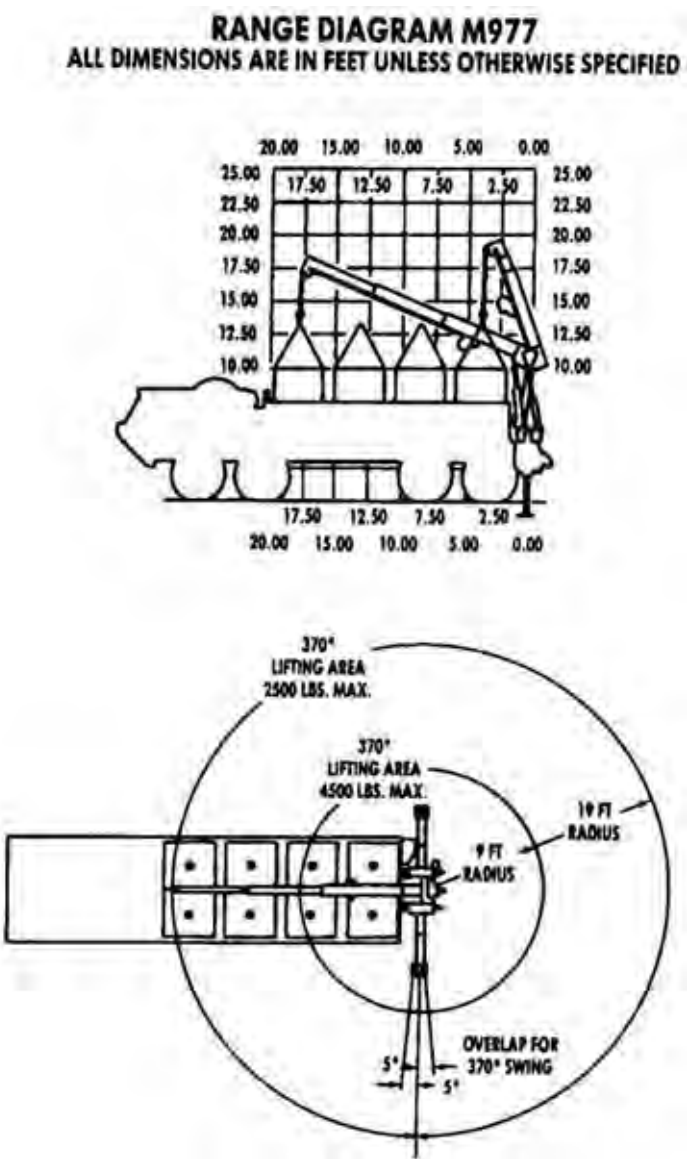 RANGE DIAGRAM M977
ALL DIMENSIONS ARE IN FEET UNLESS OTHERWISE SPECIFIED
20.00 15.00 10.00 5.00 0.00
25.00 17.50 12.50 7.50 2.50 25.00
22.50 22.50
20.00 20.00
17.50 17.50
15.00 15.00
12.50 12.50
10.00 10.00
17.50 12.50 7.50 2.50
20.00 15.00 10.00 5.00 0.00
370°
LIFTING AREA
2500 LBS. MAX.
370°
LIFTING AREA
4500 LBS. MAX.
19 FT
RADIUS
9 FT
RADIUS
OVERLAP FOR
370° SWING
5°
5°